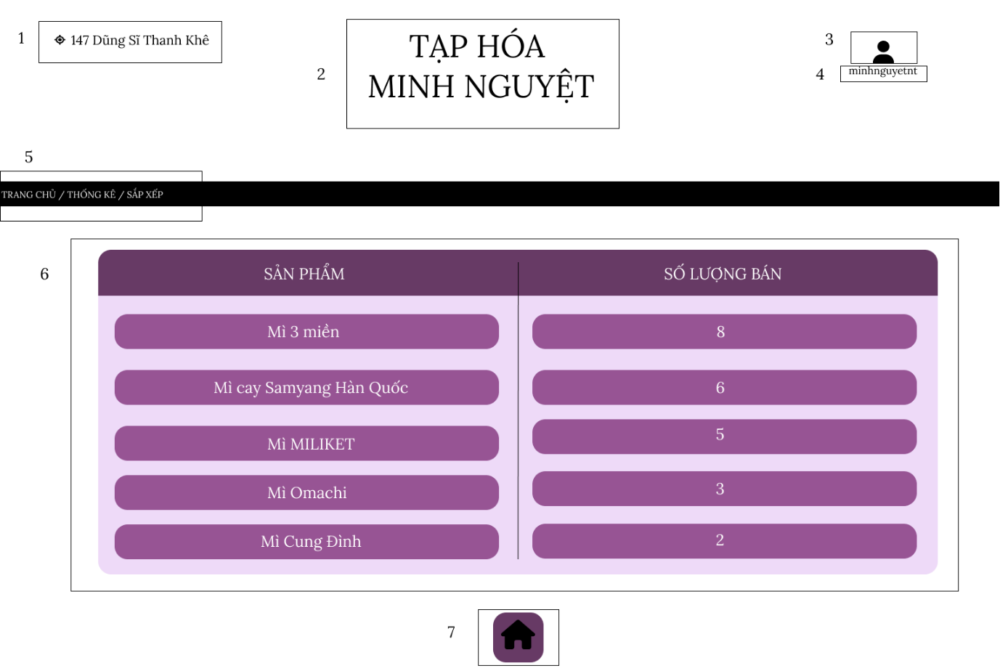 1
147 Dũng Sĩ Thanh Khê
2
TẠP HÓA
MINH NGUYỆT
3
4
minhnguyetnt
5
TRANG CHỦ / THỐNG KÊ / SẮP XẾP
6
SẢN PHẨM SỐ LƯỢNG BÁN
Mì 3 miền 8
Mì cay Samyang Hàn Quốc 6
Mì MILIKET 5
Mì Omachi 3
Mì Cung Đình 2
7